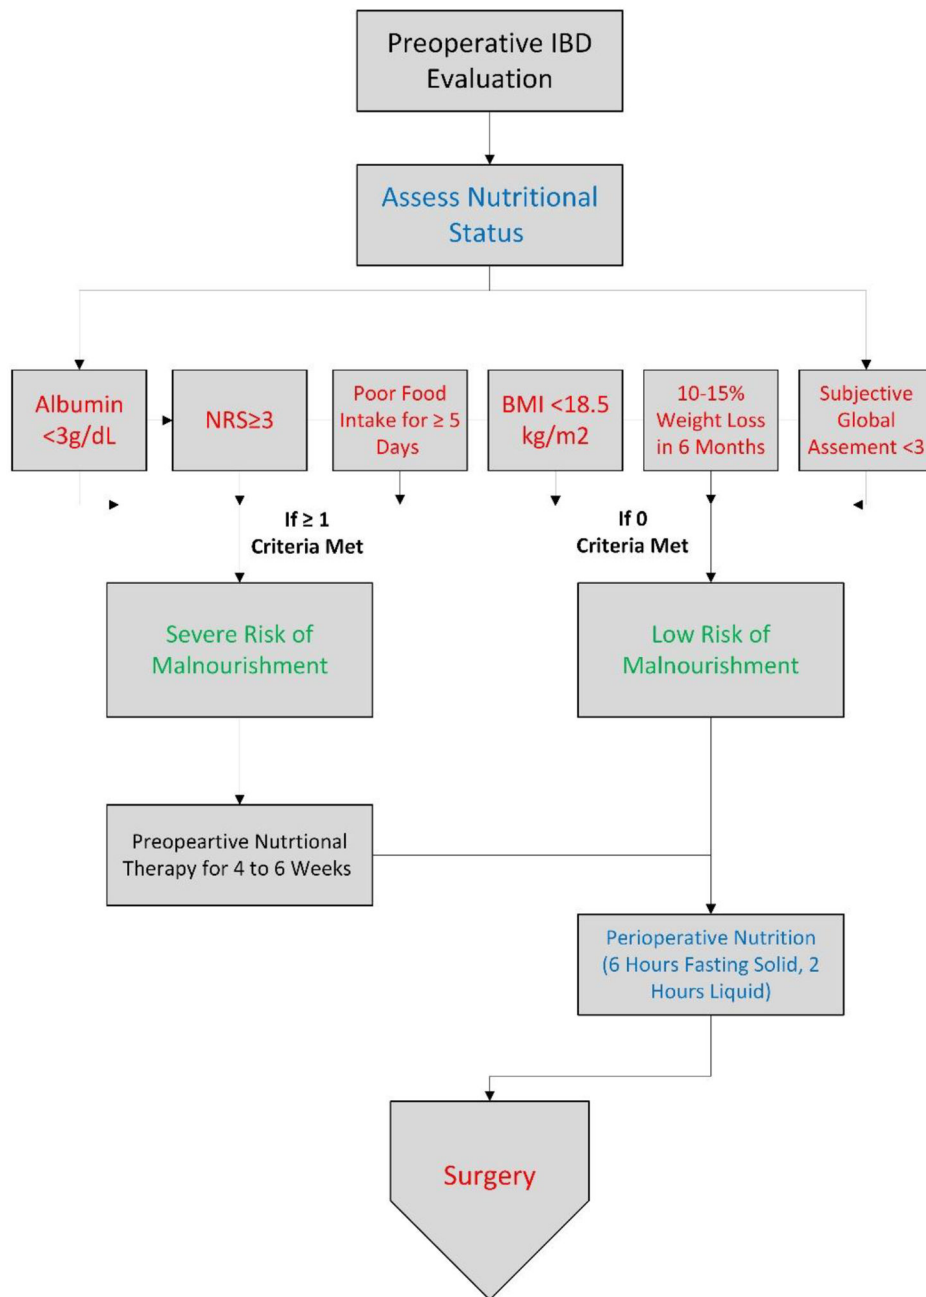 Preoperative IBD
Evaluation
Assess Nutritional
Status
Albumin
<3g/dL
NRS≥3
Poor Food
Intake for ≥ 5
Days
BMI <18.5
kg/m2
10-15%
Weight Loss
in 6 Months
Subjective
Global
Assement <3
If ≥ 1
Criteria Met
If 0
Criteria Met
Severe Risk of
Malnourishment
Low Risk of
Malnourishment
Preopeartive Nutrtional
Therapy for 4 to 6 Weeks
Perioperative Nutrition
(6 Hours Fasting Solid, 2
Hours Liquid)
Surgery